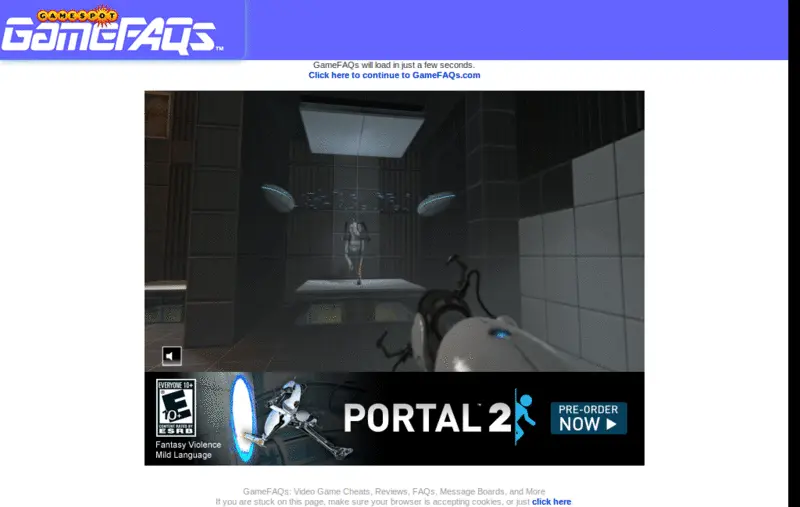 GAMESPOT
GameFAQs™
GameFAQs will load in just a few seconds.
Click here to continue to GameFAQs.com
EVERYONE 10+
E
10+
CONTENT RATED BY
ESRB
Fantasy Violence
Mild Language
PORTAL 2
PRE-ORDER
NOW
GameFAQs: Video Game Cheats, Reviews, FAQs, Message Boards, and More
If you are stuck on this page, make sure your browser is accepting cookies, or just click here